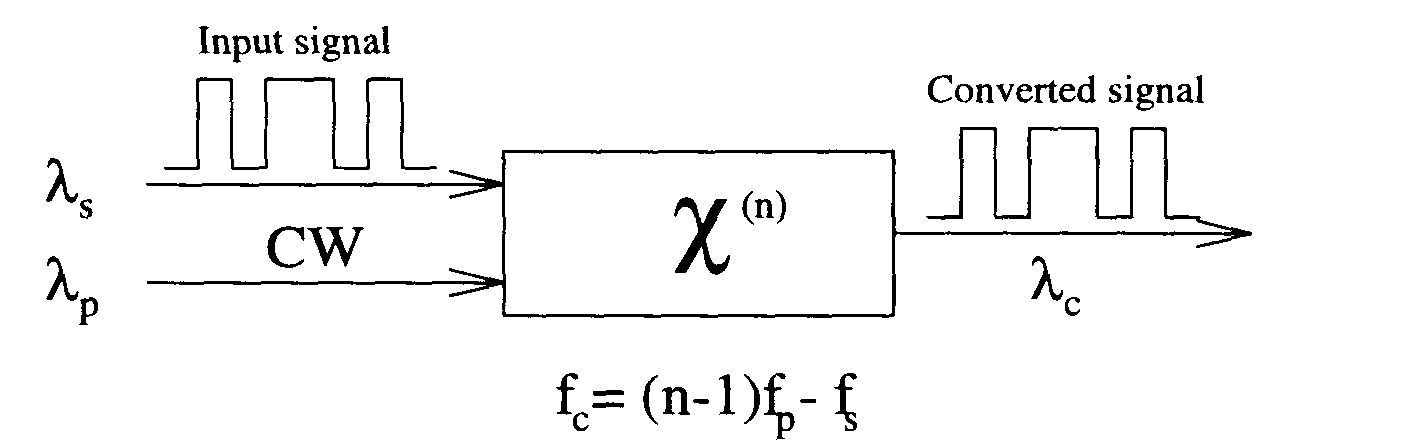 Input signal
Converted signal
λs
CW
χ(n)
λp
λc
fc= (n-1)fp- fs